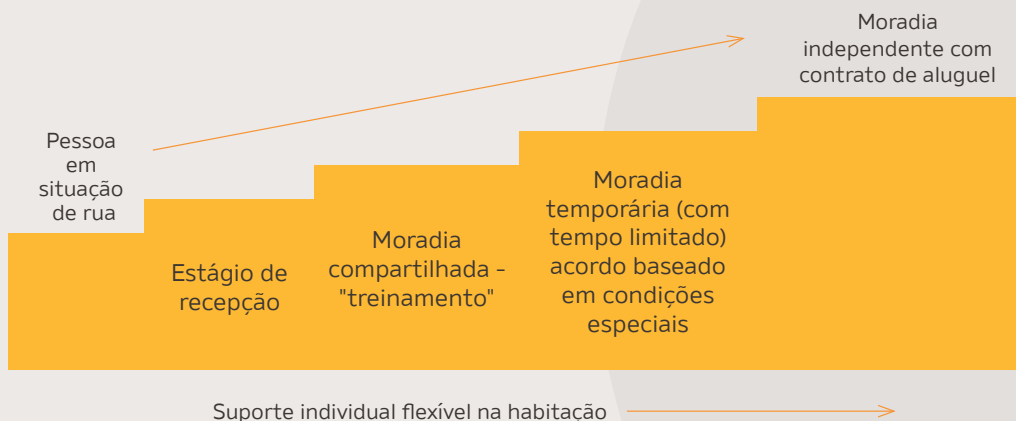 Pessoa
em
situação
de rua
Estágio de
recepção
Moradia
compartilhada -
"treinamento"
Moradia
temporária (com
tempo limitado)
acordo baseado
em condições
especiais
Moradia
independente com
contrato de aluguel
Suporte individual flexível na habitação